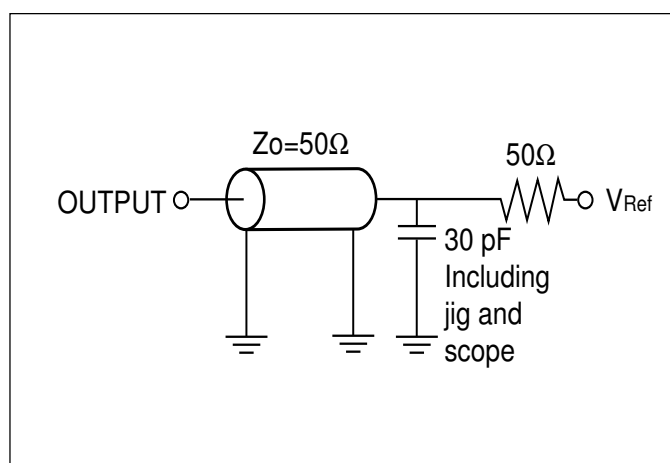 Zo=50Ω
50Ω
OUTPUT
VRef
30 pF
Including
jig and
scope